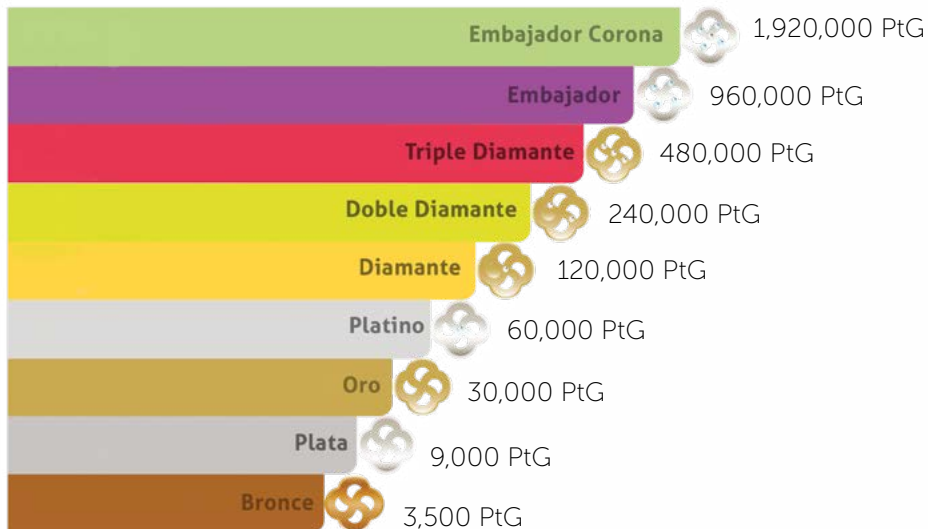 Embajador Corona 1,920,000 PtG
Embajador 960,000 PtG
Triple Diamante 480,000 PtG
Doble Diamante 240,000 PtG
Diamante 120,000 PtG
Platino 60,000 PtG
Oro 30,000 PtG
Plata 9,000 PtG
Bronce 3,500 PtG